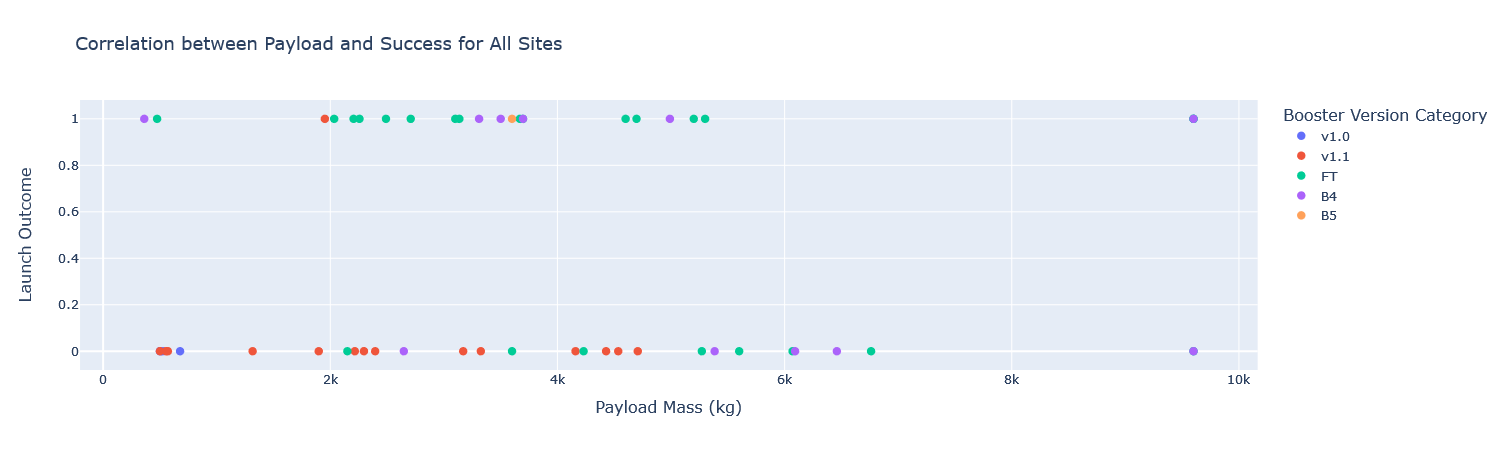 Correlation between Payload and Success for All Sites
Booster Version Category
v1.0
v1.1
FT
B4
B5
Launch Outcome
1
0.8
0.6
0.4
0.2
0
0 2k 4k 6k 8k 10k
Payload Mass (kg)